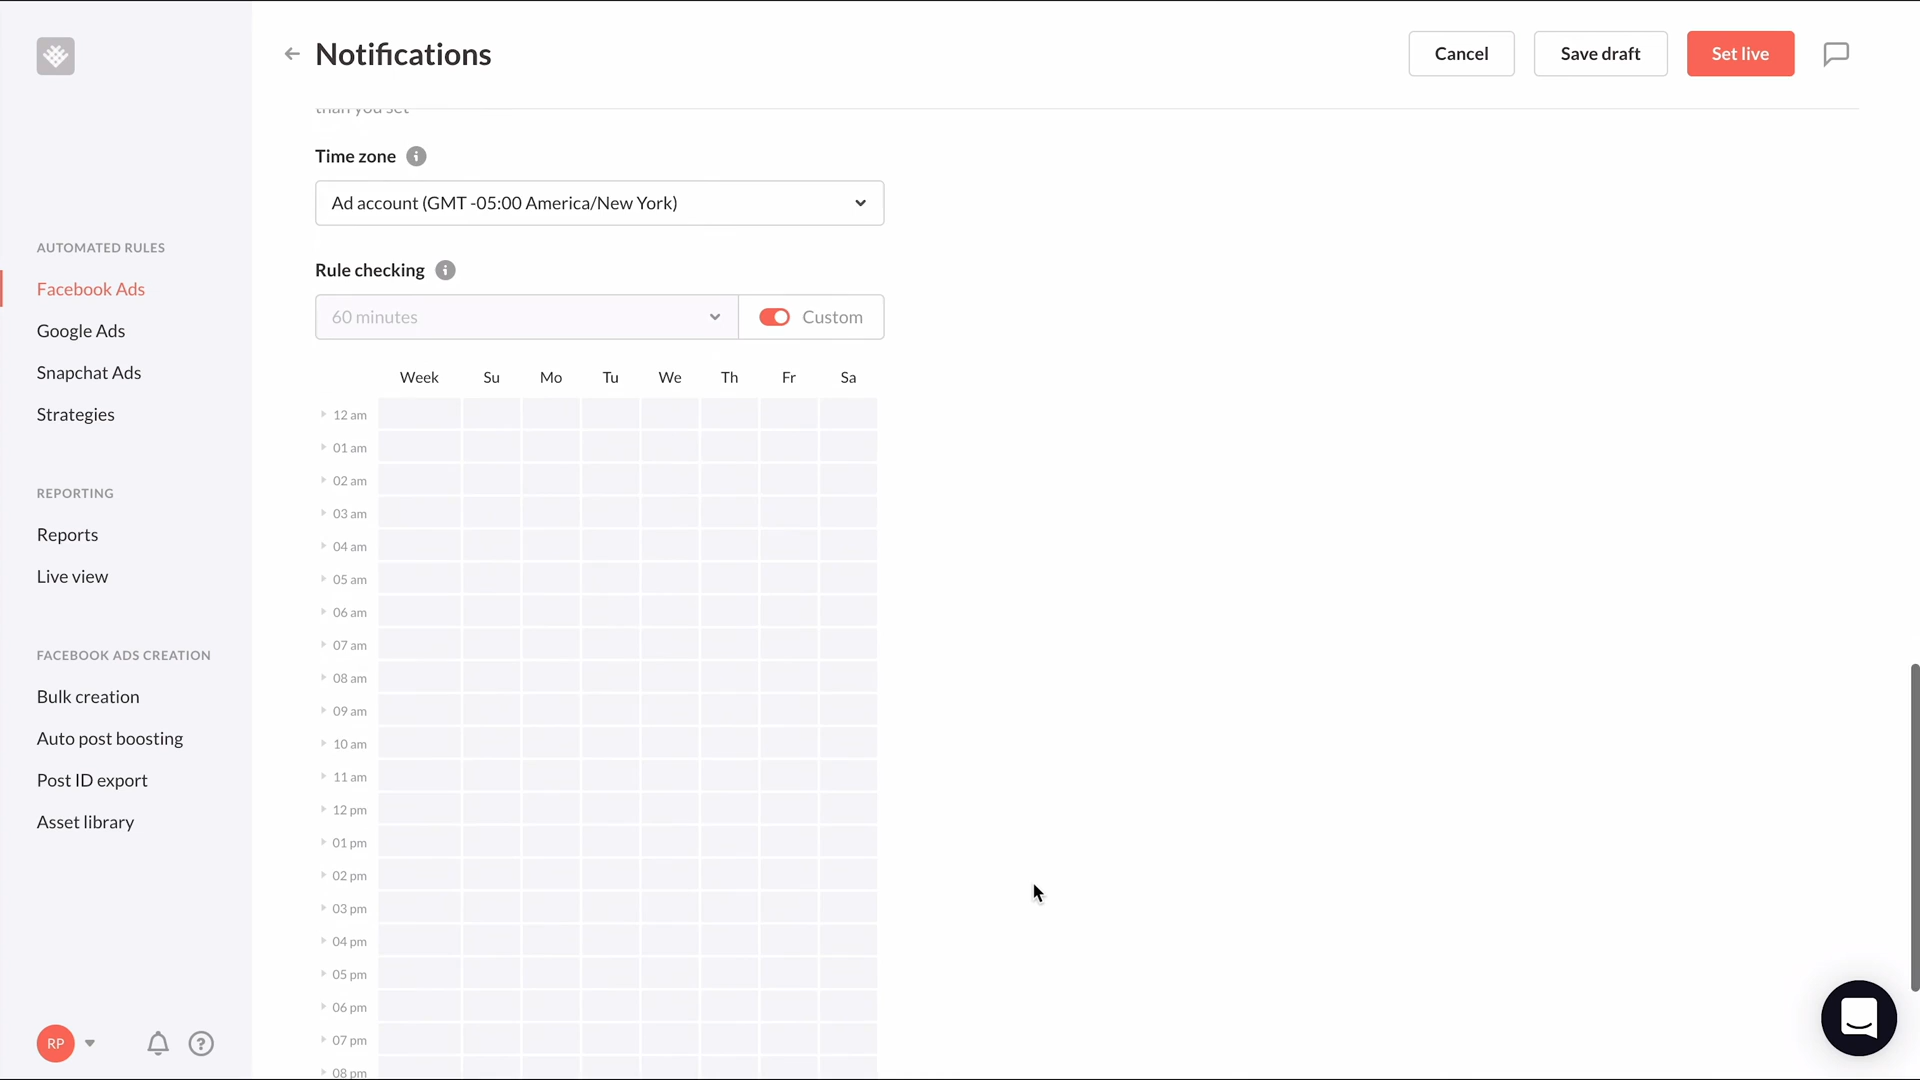 Notifications
Cancel
Save draft
Set live
than you set
Time zone
Ad account (GMT -05:00 America/New York)
Rule checking
60 minutes
Custom
Week Su Mo Tu We Th Fr Sa
12 am
01 am
02 am
03 am
04 am
05 am
06 am
07 am
08 am
09 am
10 am
11 am
12 pm
01 pm
02 pm
03 pm
04 pm
05 pm
06 pm
07 pm
08 pm
AUTOMATED RULES
Facebook Ads
Google Ads
Snapchat Ads
Strategies
REPORTING
Reports
Live view
FACEBOOK ADS CREATION
Bulk creation
Auto post boosting
Post ID export
Asset library
RP